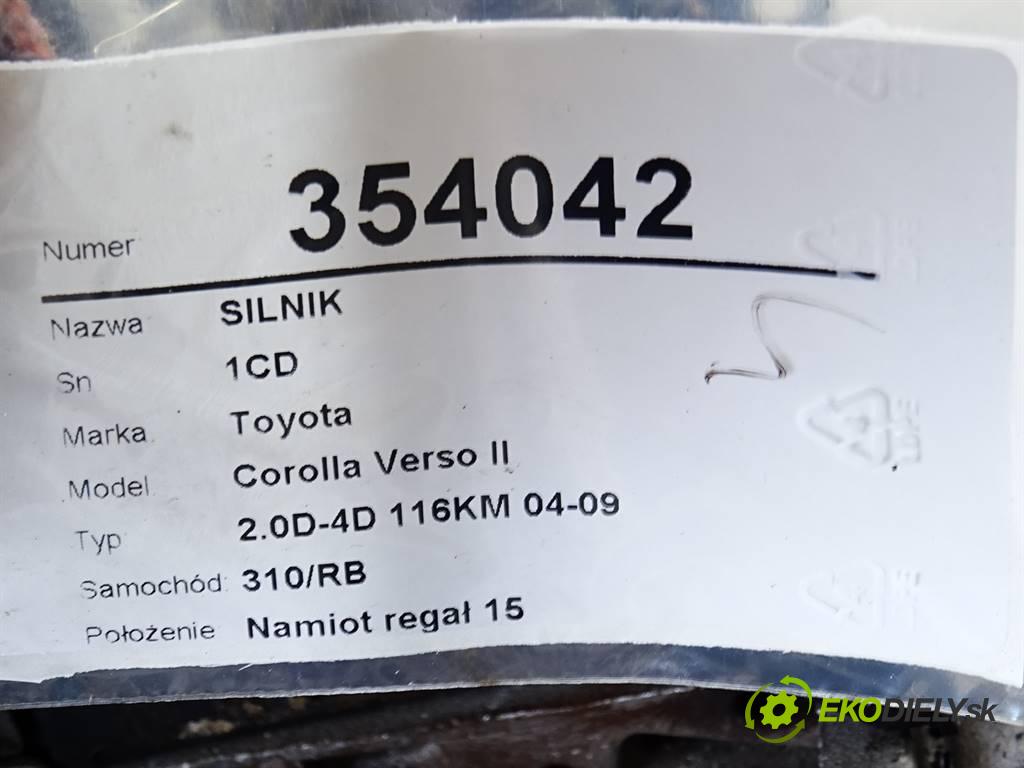 Numer 354042
Nazwa SILNIK
Sn 1CD
Marka Toyota
Model Corolla Verso II
Typ 2.0D-4D 116KM 04-09
Samochód: 310/RB
Położenie Namiot regał 15
LDPE
EKODIELY.sk